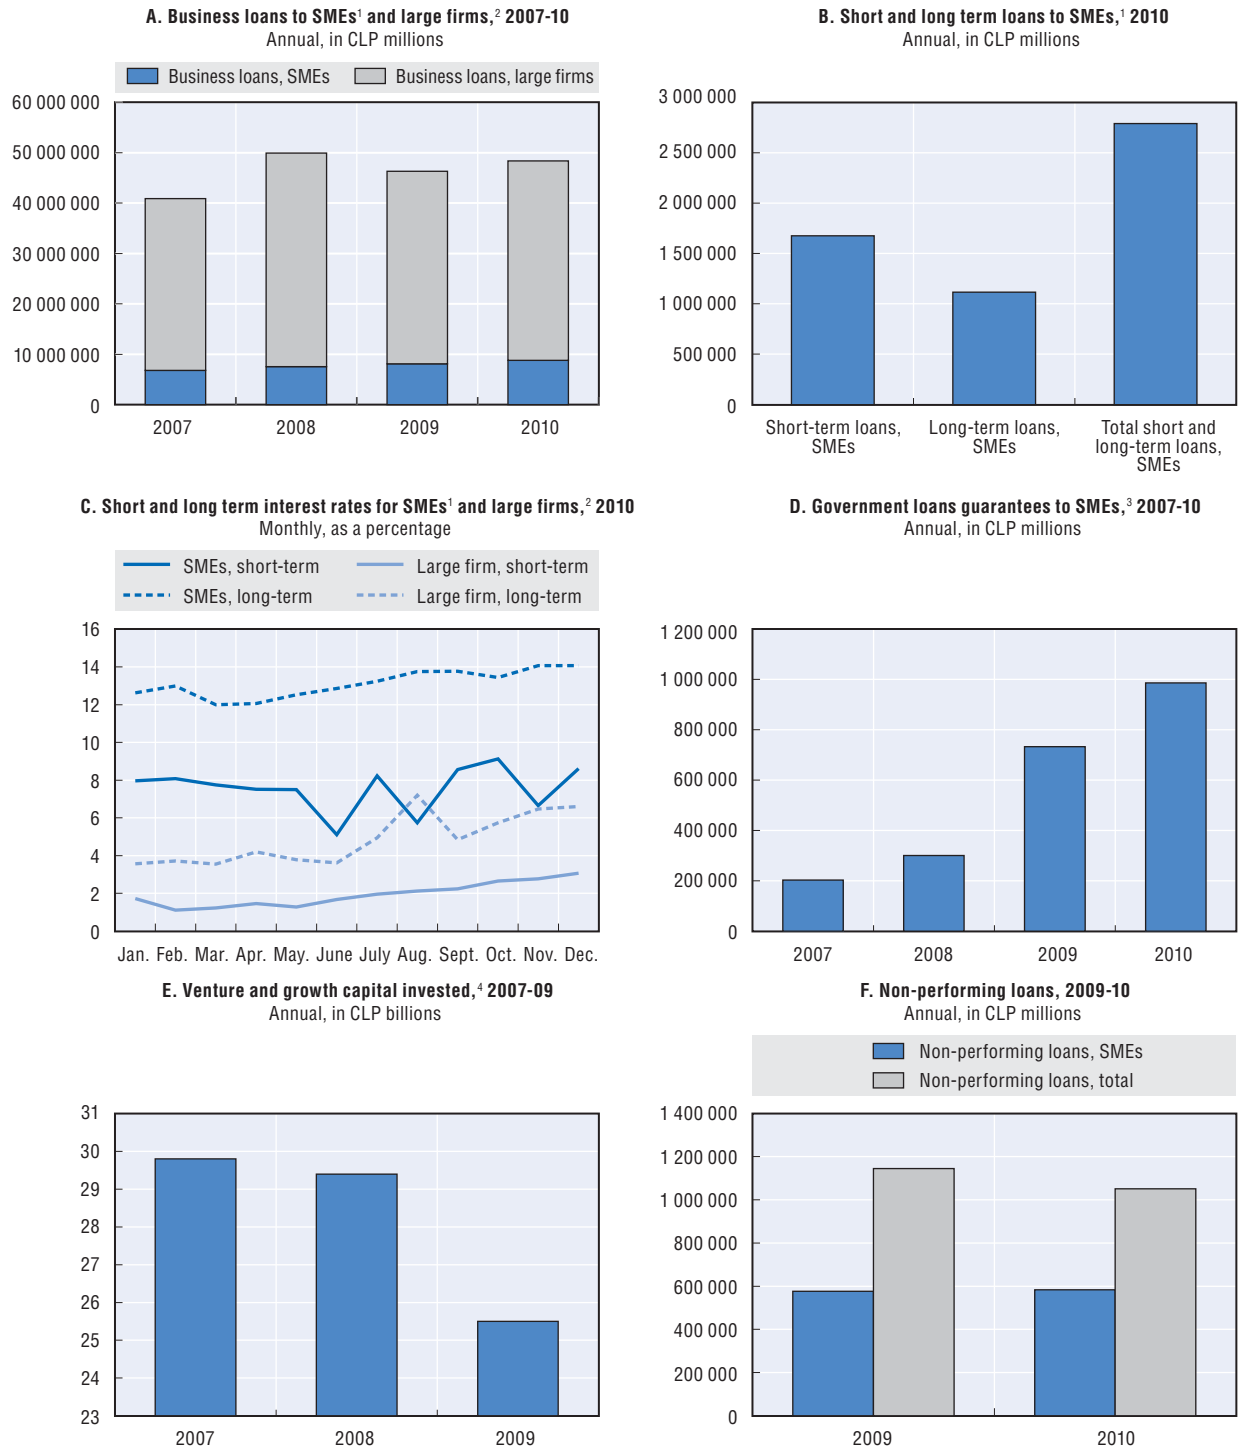 A. Business loans to SMEs¹ and large firms,² 2007-10
Annual, in CLP millions
Business loans, SMEs
Business loans, large firms
60 000 000
50 000 000
40 000 000
30 000 000
20 000 000
10 000 000
0
2007 2008 2009 2010
B. Short and long term loans to SMEs,¹ 2010
Annual, in CLP millions
3 000 000
2 500 000
2 000 000
1 500 000
1 000 000
500 000
0
Short-term loans,
SMEs
Long-term loans,
SMEs
Total short and
long-term loans,
SMEs
C. Short and long term interest rates for SMEs¹ and large firms,² 2010
Monthly, as a percentage
SMEs, short-term
Large firm, short-term
SMEs, long-term
Large firm, long-term
16
14
12
10
8
6
4
2
0
Jan. Feb. Mar. Apr. May. June July Aug. Sept. Oct. Nov. Dec.
D. Government loans guarantees to SMEs,³ 2007-10
Annual, in CLP millions
1 200 000
1 000 000
800 000
600 000
400 000
200 000
0
2007 2008 2009 2010
E. Venture and growth capital invested,⁴ 2007-09
Annual, in CLP billions
31
30
29
28
27
26
25
24
23
2007 2008 2009
F. Non-performing loans, 2009-10
Annual, in CLP millions
Non-performing loans, SMEs
Non-performing loans, total
1 400 000
1 200 000
1 000 000
800 000
600 000
400 000
200 000
0
2009 2010